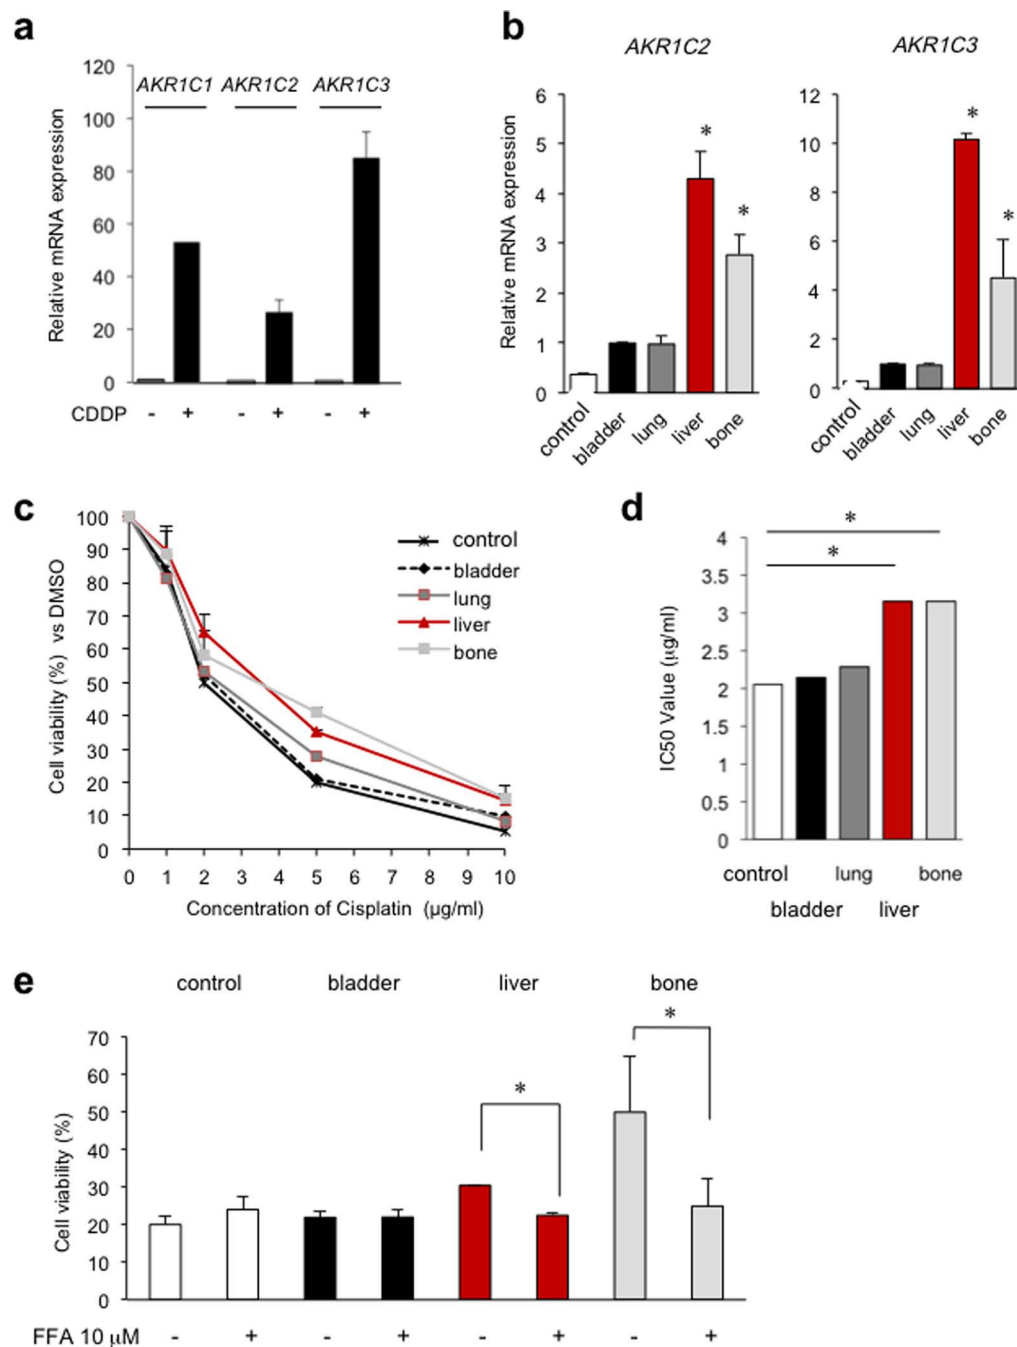 a
120
100
80
60
40
20
0
Relative mRNA expression
AKR1C1 AKR1C2 AKR1C3
CDDP - + - + - +
b
AKR1C2
6
5
4
3
2
1
0
Relative mRNA expression
* *
control bladder lung liver bone
AKR1C3
12
10
8
6
4
2
0
* *
control bladder lung liver bone
c
100
90
80
70
60
50
40
30
20
10
0
Cell viability (%) vs DMSO
control
bladder
lung
liver
bone
0 1 2 3 4 5 6 7 8 9 10
Concentration of Cisplatin (μg/ml)
d
4
3.5
3
2.5
2
1.5
1
0.5
0
IC50 Value (μg/ml)
*
*
control lung bone
bladder liver
e
control bladder liver bone
70
60
50
40
30
20
10
0
Cell viability (%)
*
*
FFA 10 μM - + - + - + - +